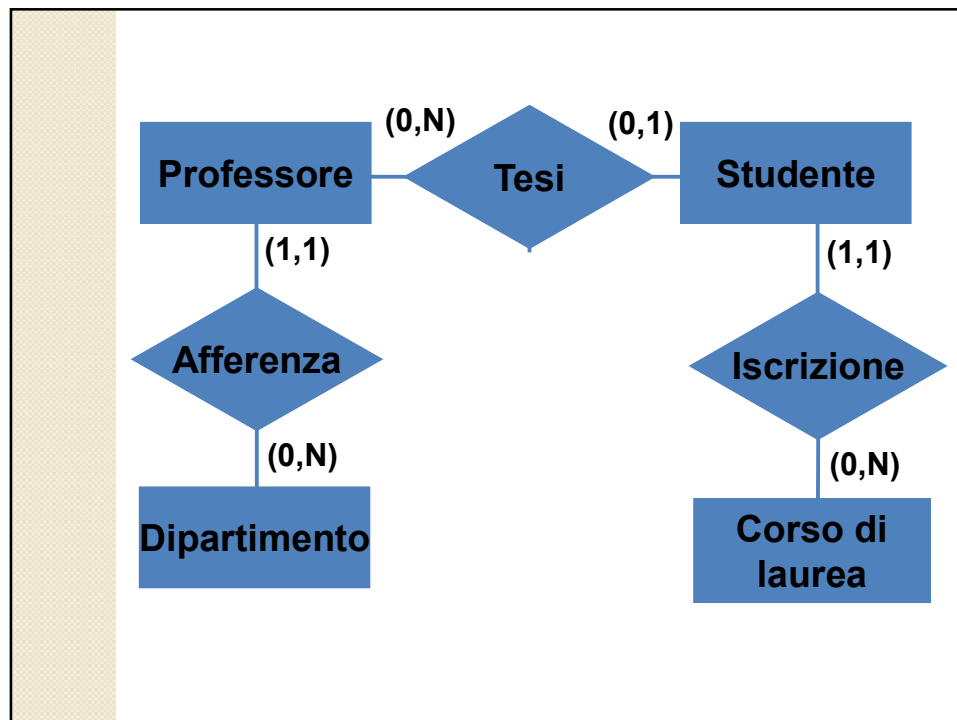 (0,N)
(0,1)
Professore
Tesi
Studente
(1,1)
(1,1)
Afferenza
Iscrizione
(0,N)
(0,N)
Dipartimento
Corso di
laurea